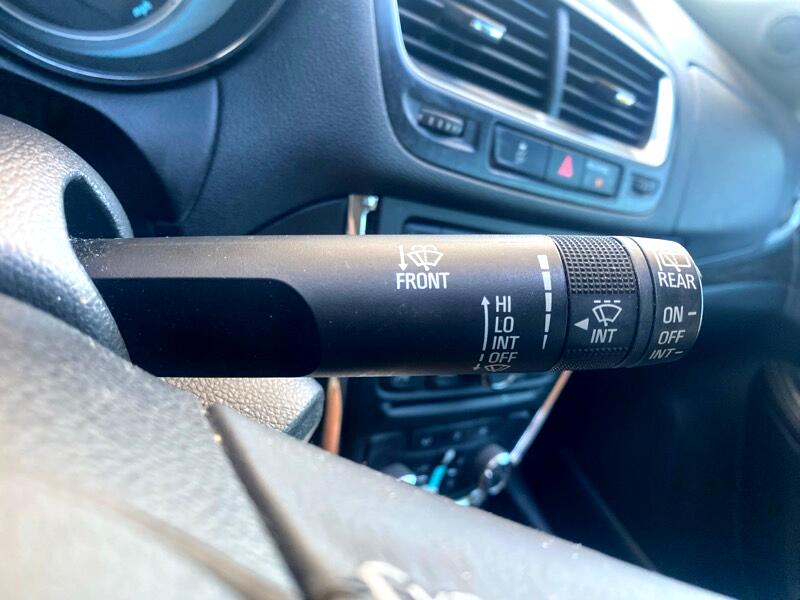 FRONT
HI
LO
INT
OFF
INT
REAR
ON
OFF
INT